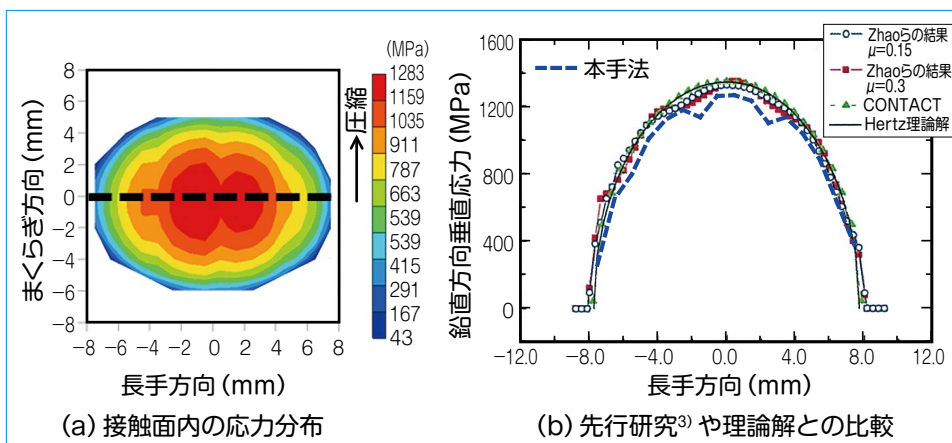 (MPa)
まくらぎ方向(mm)
8
6
4
2
0
−2
−4
−6
−8
−8 −6 −4 −2 0 2 4 6 8
長手方向(mm)
1283
1159
1035
911
787
663
539
539
415
291
167
43
圧縮
(a) 接触面内の応力分布
鉛直方向垂直応力(MPa)
1600
1200
800
400
0
−12.0 −8.0 −4.0 0.0 4.0 8.0 12.0
長手方向(mm)
本手法
Zhaoらの結果
μ=0.15
Zhaoらの結果
μ=0.3
CONTACT
Hertz理論解
(b) 先行研究3) や理論解との比較